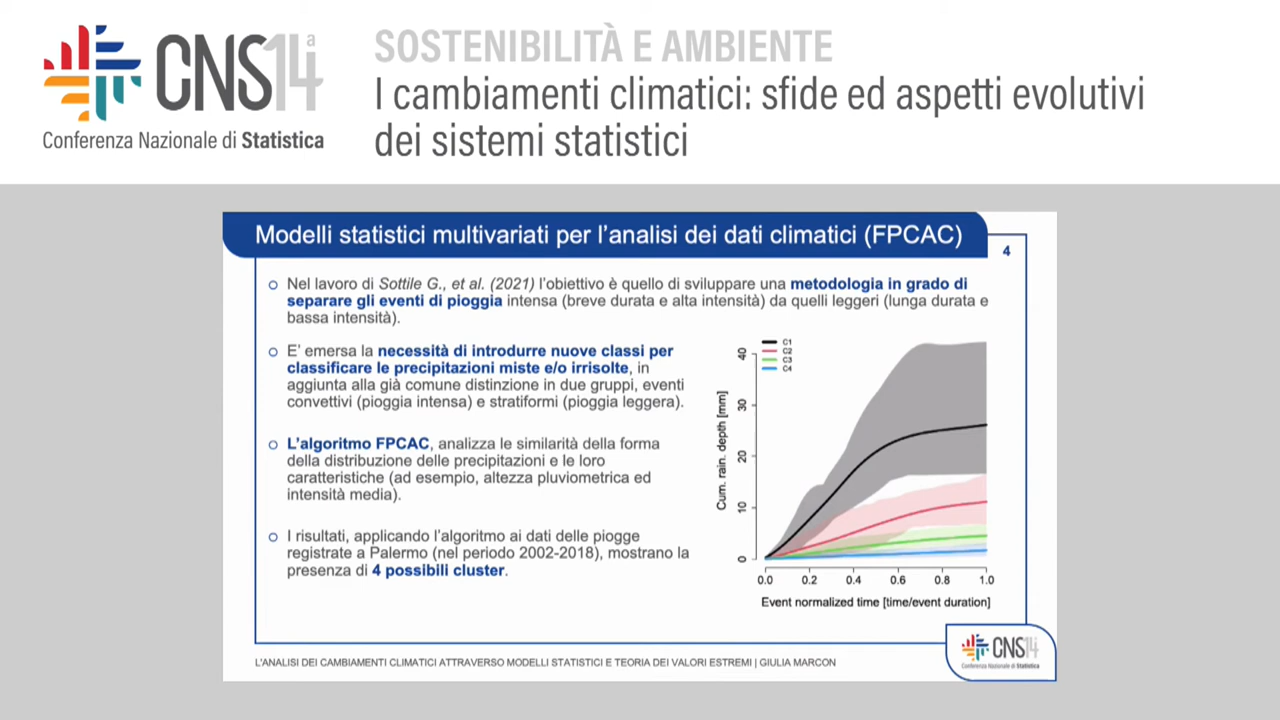 CNS14ª
Conferenza Nazionale di Statistica
SOSTENIBILITÀ E AMBIENTE
I cambiamenti climatici: sfide ed aspetti evolutivi
dei sistemi statistici
Modelli statistici multivariati per l'analisi dei dati climatici (FPCAC)
4
Nel lavoro di Sottile G., et al. (2021) l'obiettivo è quello di sviluppare una metodologia in grado di
separare gli eventi di pioggia intensa (breve durata e alta intensità) da quelli leggeri (lunga durata e
bassa intensità).
E' emersa la necessità di introdurre nuove classi per
classificare le precipitazioni miste e/o irrisolte, in
aggiunta alla già comune distinzione in due gruppi, eventi
convettivi (pioggia intensa) e stratiformi (pioggia leggera).
L'algoritmo FPCAC, analizza le similarità della forma
della distribuzione delle precipitazioni e le loro
caratteristiche (ad esempio, altezza pluviometrica ed
intensità media).
I risultati, applicando l'algoritmo ai dati delle piogge
registrate a Palermo (nel periodo 2002-2018), mostrano la
presenza di 4 possibili cluster.
C1
C2
C3
C4
Cum. rain. depth [mm]
40
30
20
10
0
0.0 0.2 0.4 0.6 0.8 1.0
Event normalized time [time/event duration]
L'ANALISI DEI CAMBIAMENTI CLIMATICI ATTRAVERSO MODELLI STATISTICI E TEORIA DEI VALORI ESTREMI | GIULIA MARCON
CNS14ª
Conferenza Nazionale di Statistica